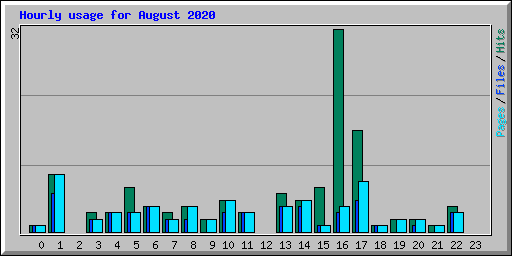 Hourly usage for August 2020
32
Pages/Files/Hits
0 1 2 3 4 5 6 7 8 9 10 11 12 13 14 15 16 17 18 19 20 21 22 23